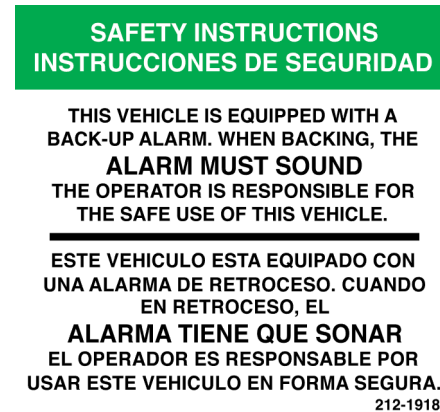 SAFETY INSTRUCTIONS
INSTRUCCIONES DE SEGURIDAD
THIS VEHICLE IS EQUIPPED WITH A
BACK-UP ALARM. WHEN BACKING, THE
ALARM MUST SOUND
THE OPERATOR IS RESPONSIBLE FOR
THE SAFE USE OF THIS VEHICLE.
ESTE VEHICULO ESTA EQUIPADO CON
UNA ALARMA DE RETROCESO. CUANDO
EN RETROCESO, EL
ALARMA TIENE QUE SONAR
EL OPERADOR ES RESPONSABLE POR
USAR ESTE VEHICULO EN FORMA SEGURA.
212-1918